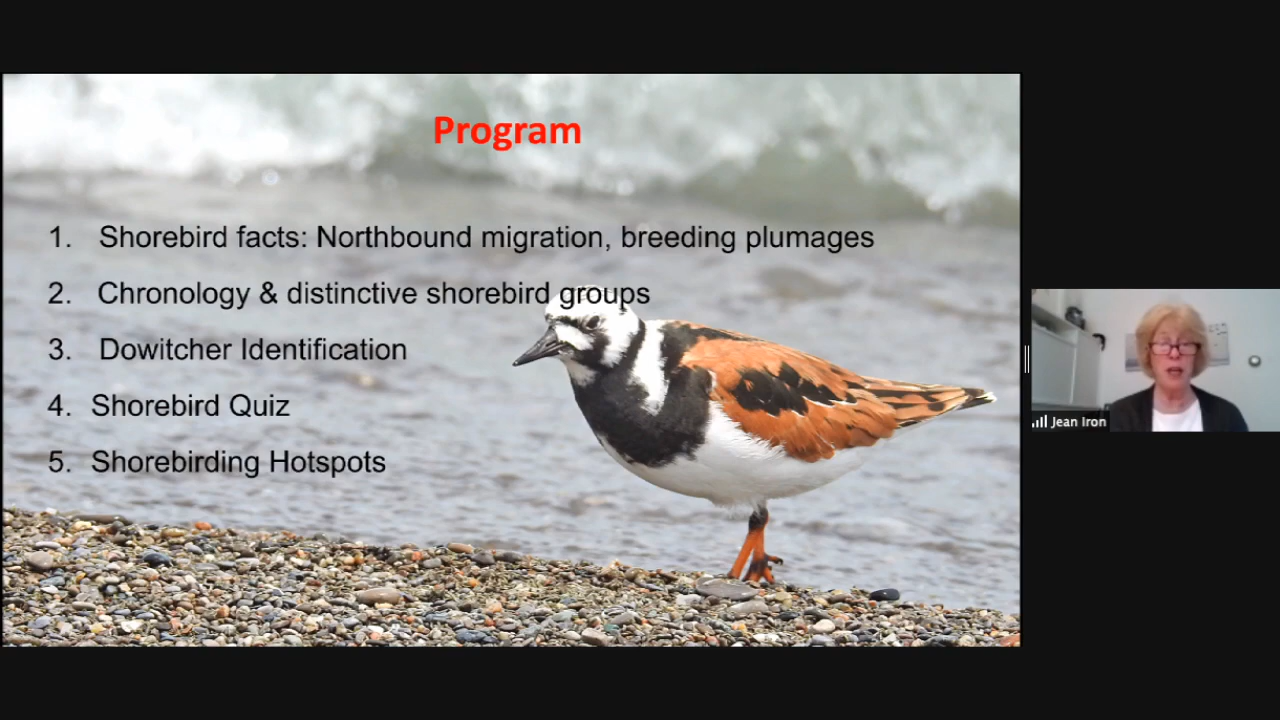 Program
1. Shorebird facts: Northbound migration, breeding plumages
2. Chronology & distinctive shorebird groups
3. Dowitcher Identification
4. Shorebird Quiz
5. Shorebirding Hotspots
Jean Iron